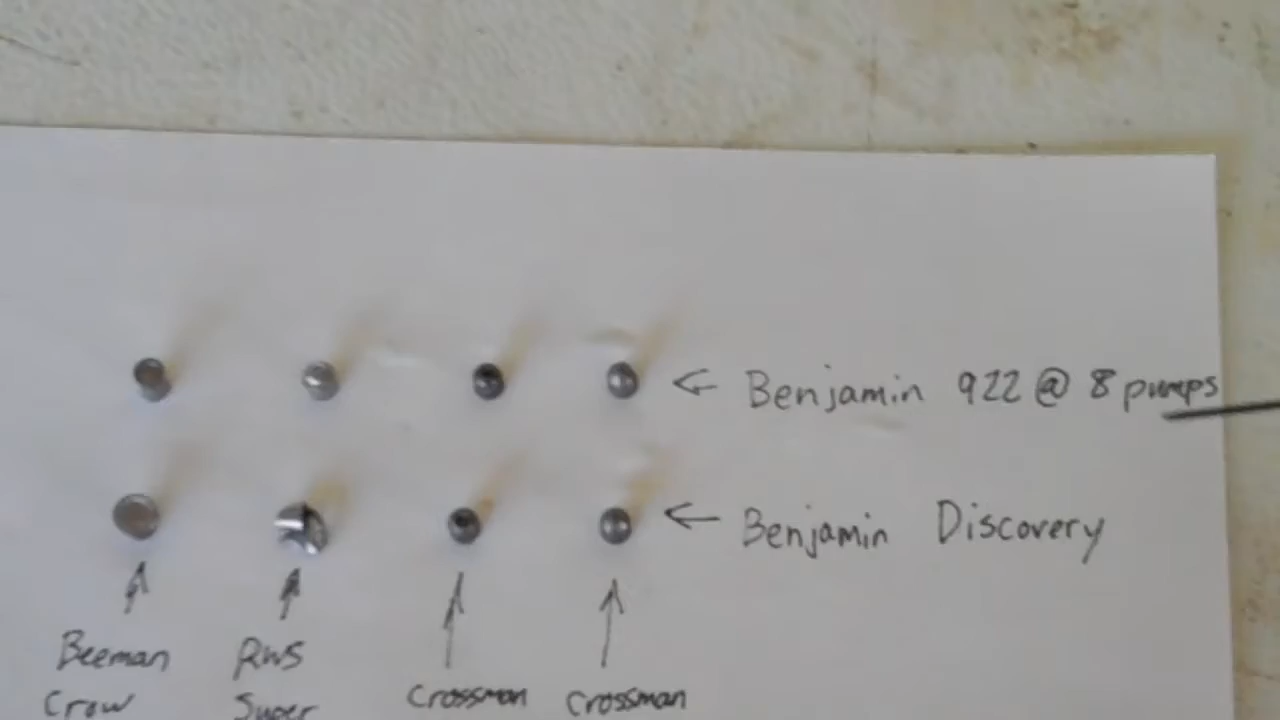 ← Benjamin 922 @ 8 pumps
← Benjamin Discovery
Beeman
Crow
RWS
Super
Crossman
Crossman